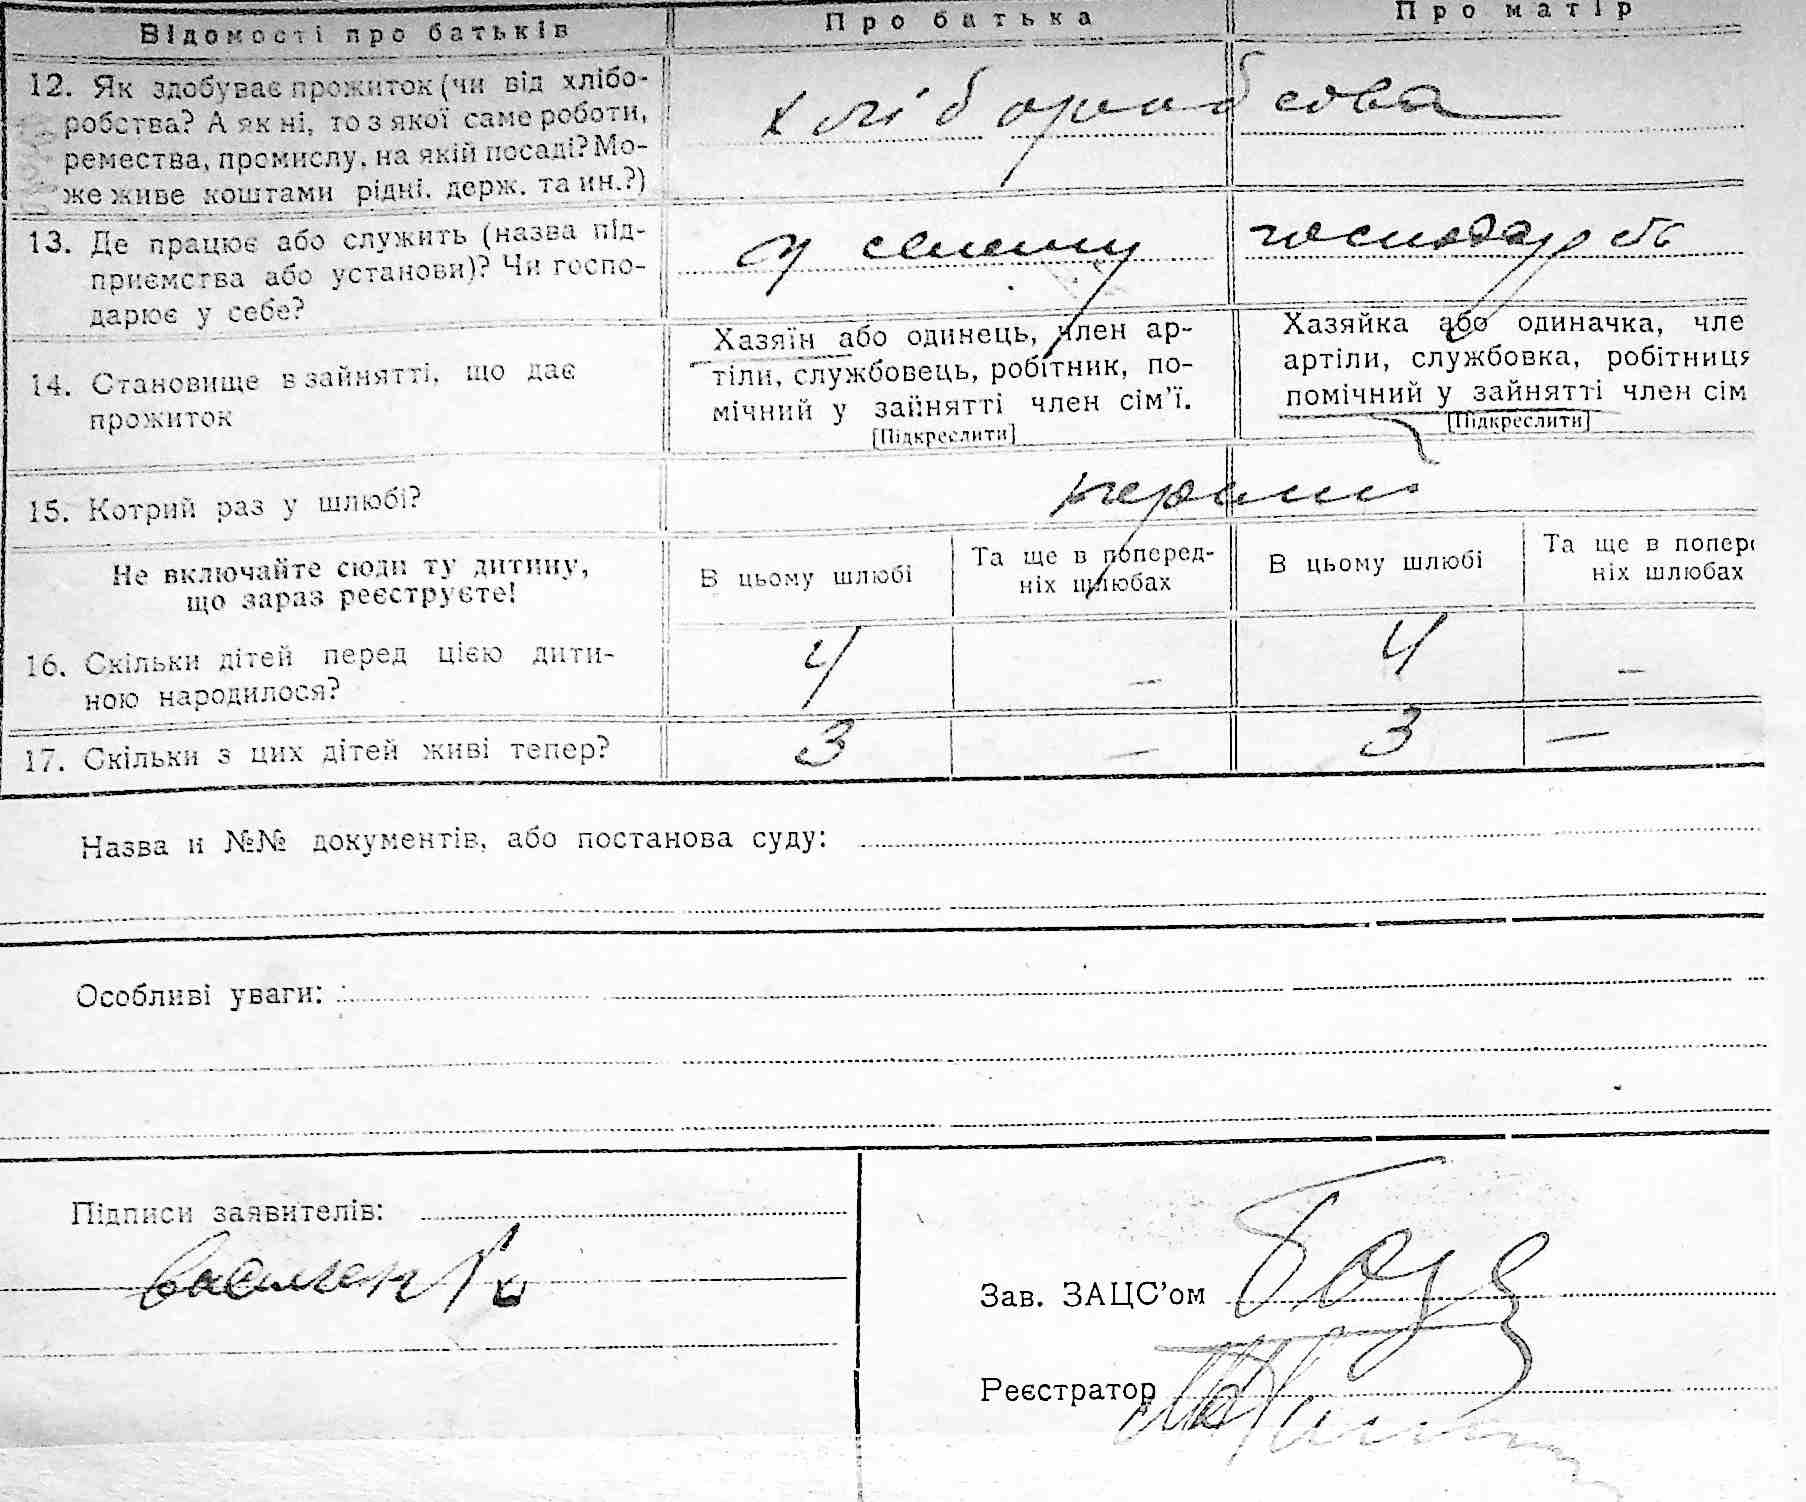 Відомості про батьків
Про батька
Про матір
12. Як здобуває прожиток (чи від хлібо-
робства? А як ні, то з якої саме роботи,
ремества, промислу, на якій посаді? Мо-
же живе коштами рідні, держ. та ин.?)
хліборобства
13. Де працює або служить (назва під-
приємства або установи)? Чи госпо-
дарює у себе?
у своему господарстві
14. Становище в зайнятті, що дає
прожиток
Хазяїн або одинець, член ар-
тіли, службовець, робітник, по-
мічний у зайнятті член сім'ї.
[Підкреслити]
Хазяйка або одиначка, чле
артіли, службовка, робітниця
помічний у зайнятті член сім
[Підкреслити]
15. Котрий раз у шлюбі?
перший
Не включайте сюди ту дитину,
що зараз реєструєте!
В цьому шлюбі
Та ще в поперед-
ніх шлюбах
В цьому шлюбі
Та ще в попере
ніх шлюбах
16. Скільки дітей перед цією дити-
ною народилося?
4 — 4 —
17. Скільки з цих дітей живі тепер?
3 — 3 —
Назва и №№ документів, або постанова суду:
Особливі уваги:
Підписи заявителів:
Зав. ЗАЦС'ом
Реєстратор